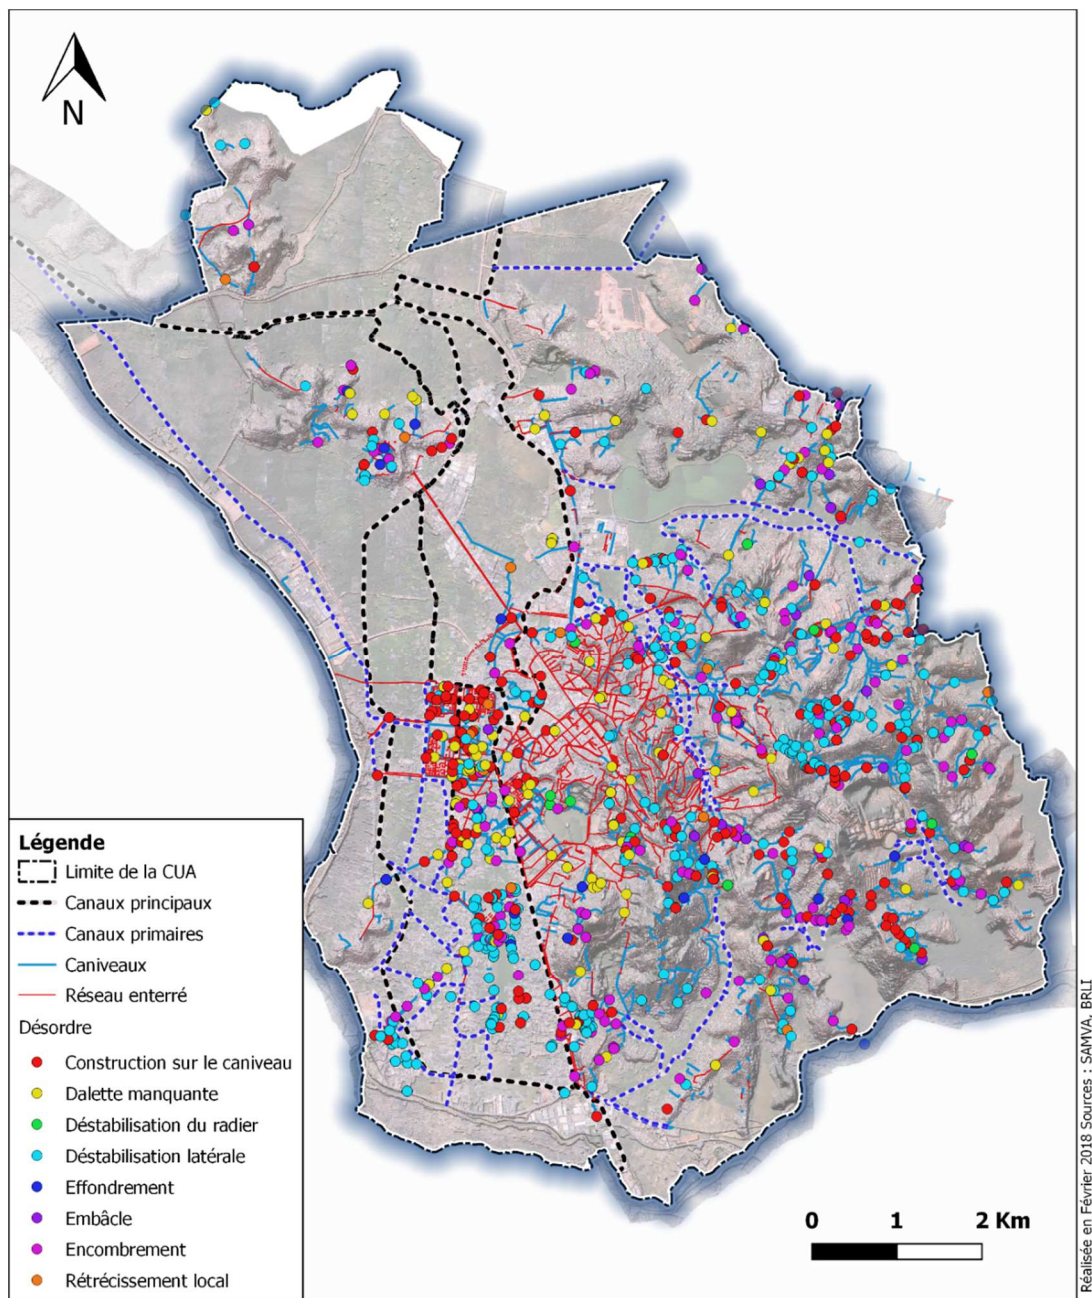 N
Légende
Limite de la CUA
Canaux principaux
Canaux primaires
Caniveaux
Réseau enterré
Désordre
Construction sur le caniveau
Dalette manquante
Déstabilisation du radier
Déstabilisation latérale
Effondrement
Embâcle
Encombrement
Rétrécissement local
0 1 2 Km
Réalisée en Février 2018 Sources : SAMVA, BRLI